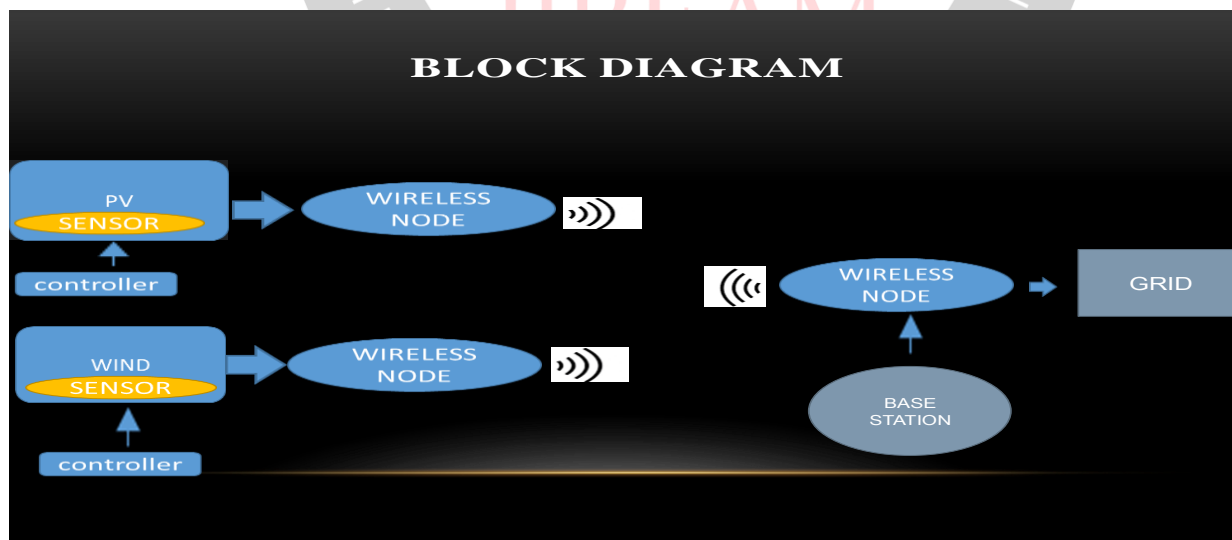 BLOCK DIAGRAM
PV
SENSOR
WIRELESS
NODE
controller
WIRELESS
NODE
GRID
WIND
SENSOR
WIRELESS
NODE
BASE
STATION
controller